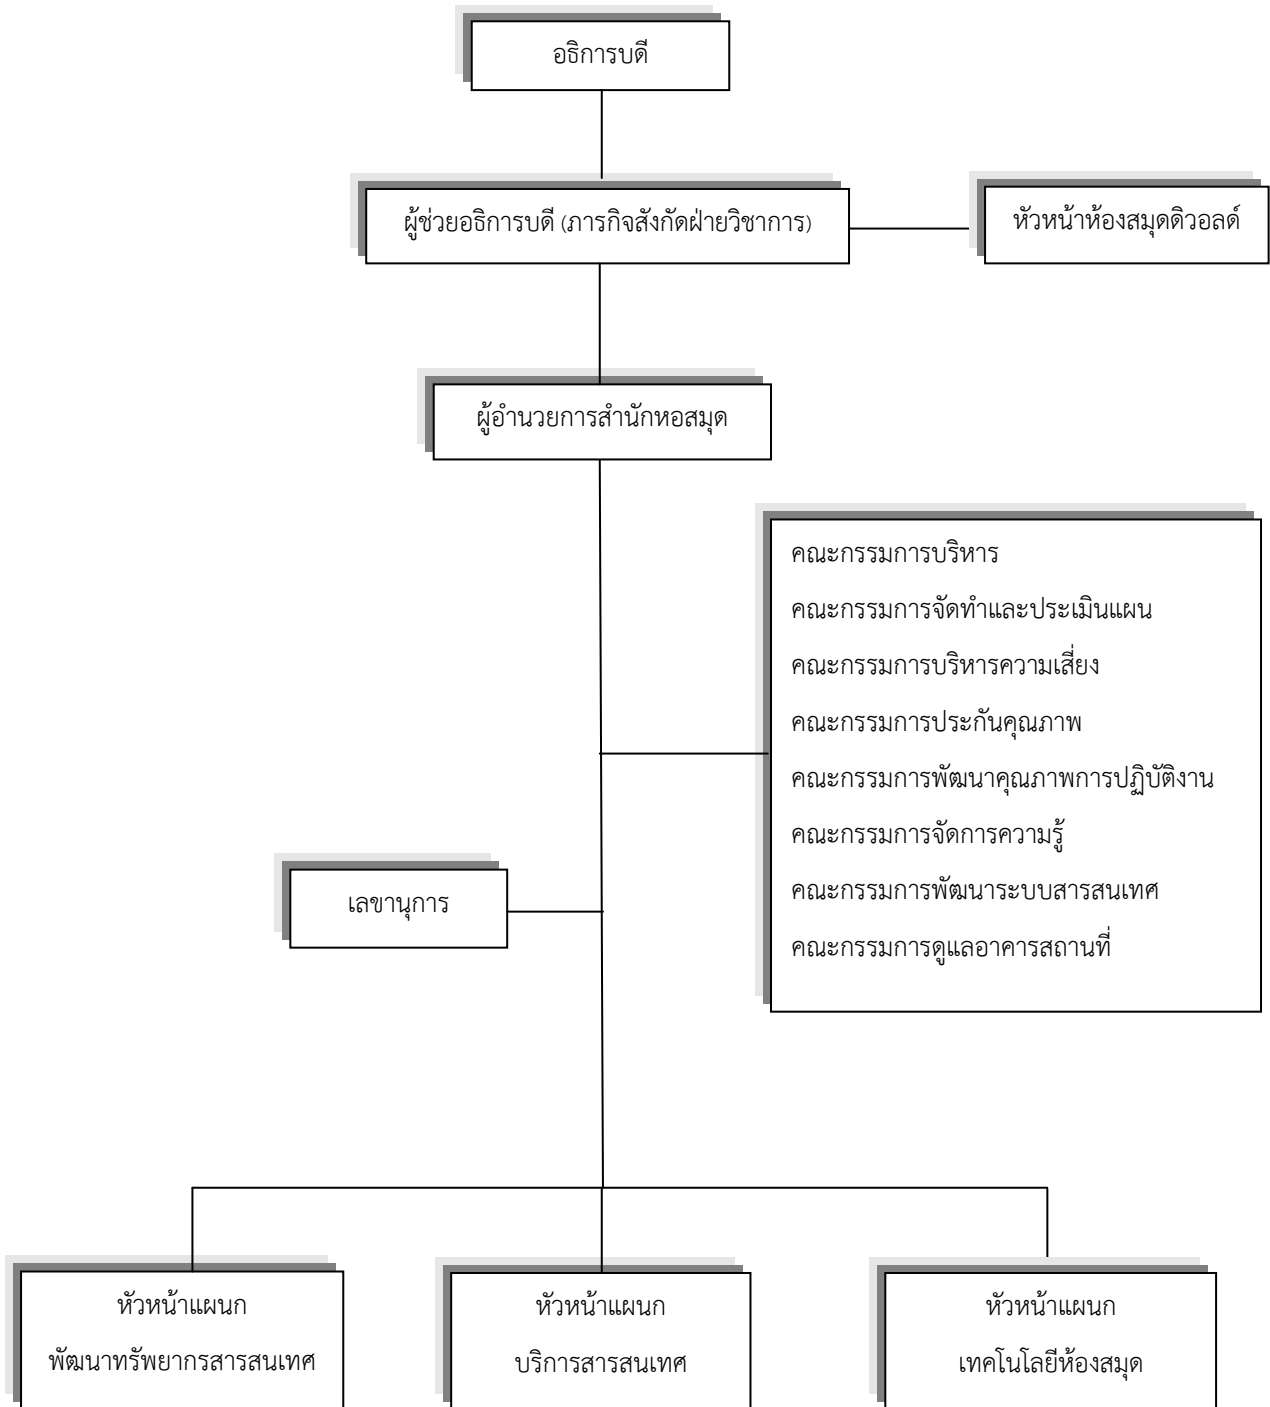 อธิการบดี
ผู้ช่วยอธิการบดี (ภารกิจสังกัดฝ่ายวิชาการ)
หัวหน้าห้องสมุดดิวอลด์
ผู้อำนวยการสำนักหอสมุด
คณะกรรมการบริหาร
คณะกรรมการจัดทำและประเมินแผน
คณะกรรมการบริหารความเสี่ยง
คณะกรรมการประกันคุณภาพ
คณะกรรมการพัฒนาคุณภาพการปฏิบัติงาน
คณะกรรมการจัดการความรู้
คณะกรรมการพัฒนาระบบสารสนเทศ
คณะกรรมการดูแลอาคารสถานที่
เลขานุการ
หัวหน้าแผนก
พัฒนาทรัพยากรสารสนเทศ
หัวหน้าแผนก
บริการสารสนเทศ
หัวหน้าแผนก
เทคโนโลยีห้องสมุด